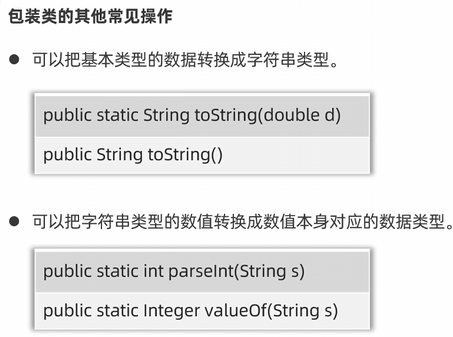 包装类的其他常见操作
● 可以把基本类型的数据转换成字符串类型。
public static String toString(double d)
public String toString()
● 可以把字符串类型的数值转换成数值本身对应的数据类型。
public static int parseInt(String s)
public static Integer valueOf(String s)